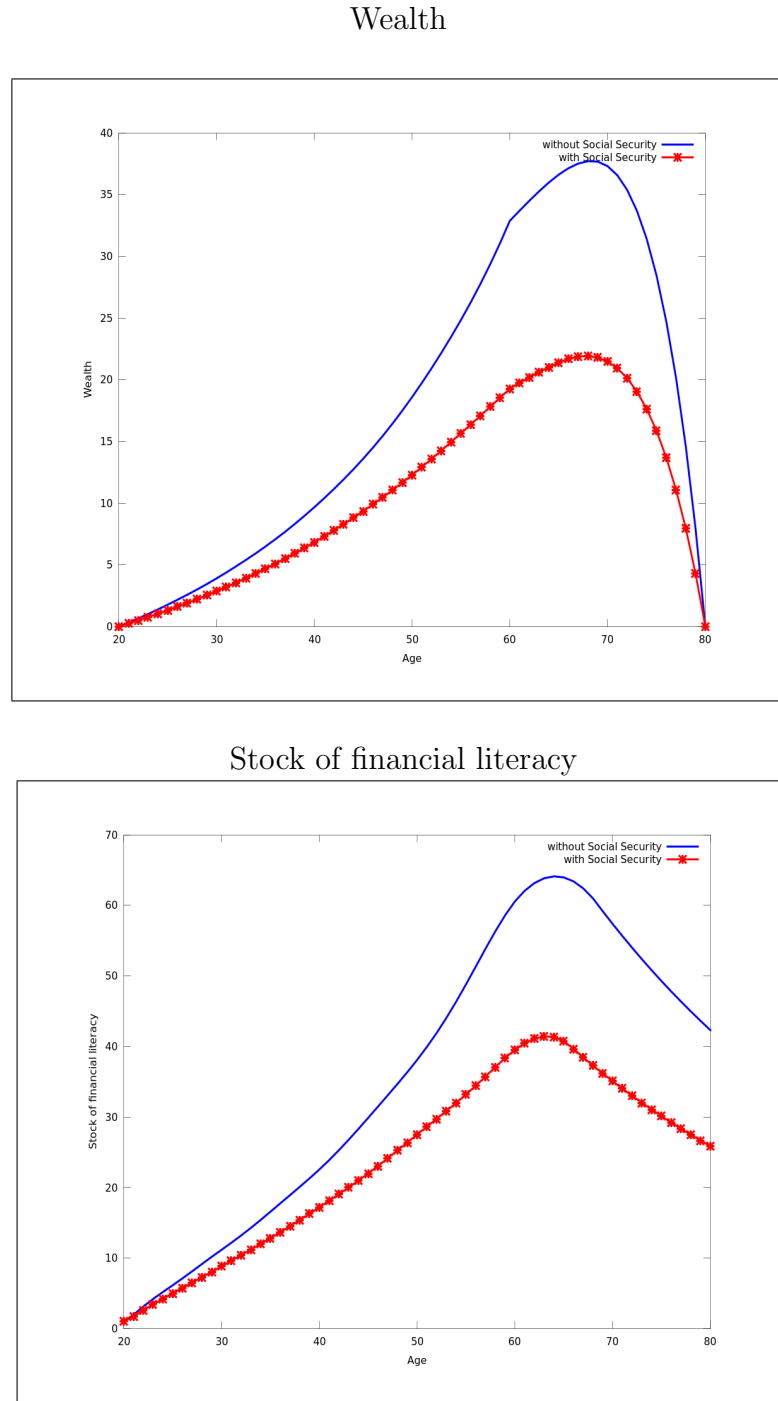 Wealth
40
35
30
25
20
15
10
5
0
Wealth
without Social Security
with Social Security
20 30 40 50 60 70 80
Age
Stock of financial literacy
70
60
50
40
30
20
10
0
Stock of financial literacy
without Social Security
with Social Security
20 30 40 50 60 70 80
Age